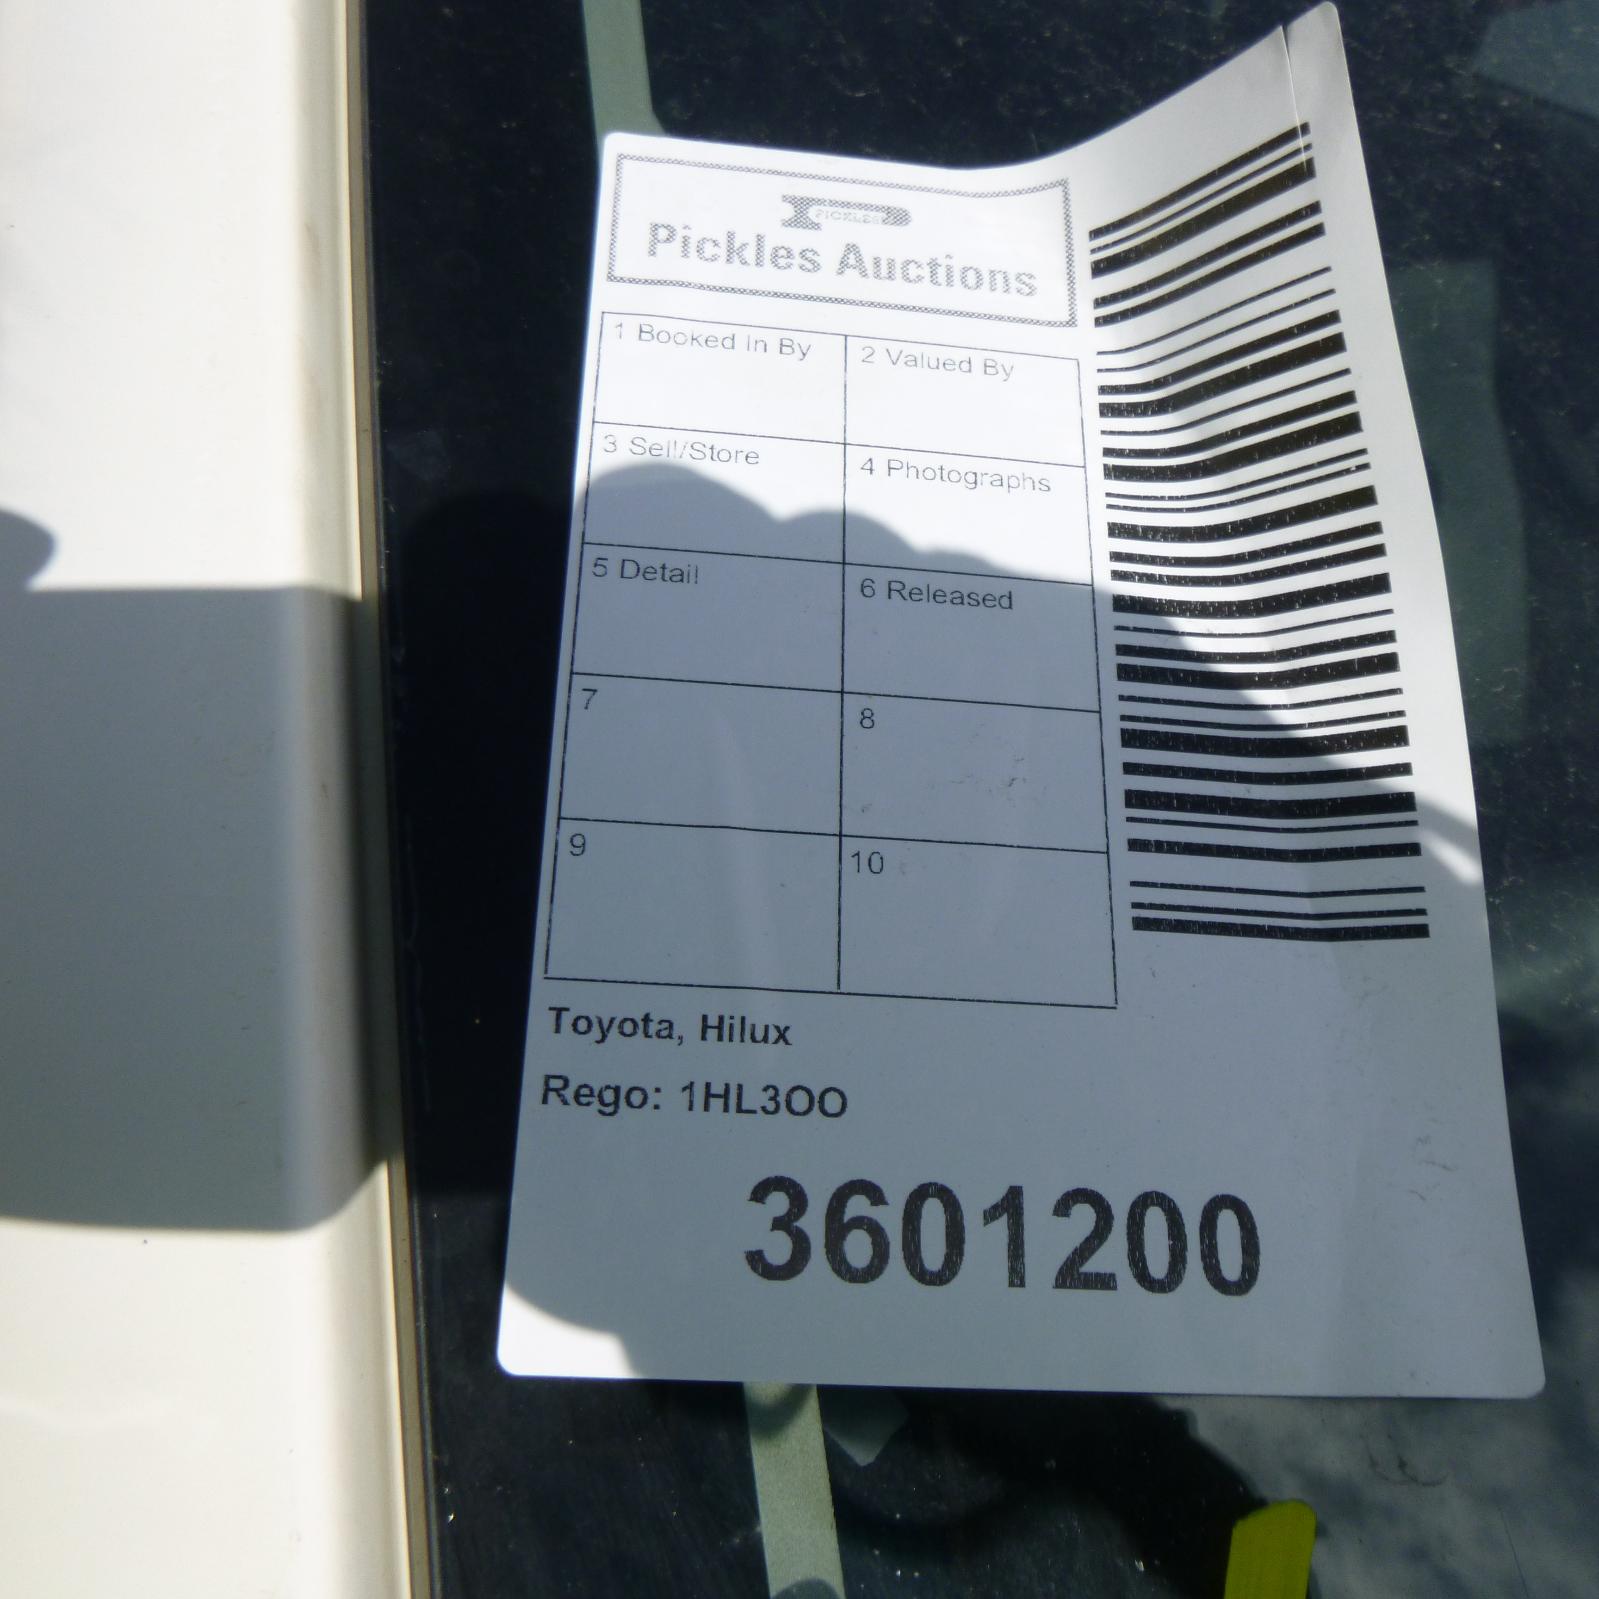 PICKLES
Pickles Auctions
1 Booked In By
2 Valued By
3 Sell/Store
4 Photographs
5 Detail
6 Released
7
8
9
10
Toyota, Hilux
Rego: 1HL3OO
3601200